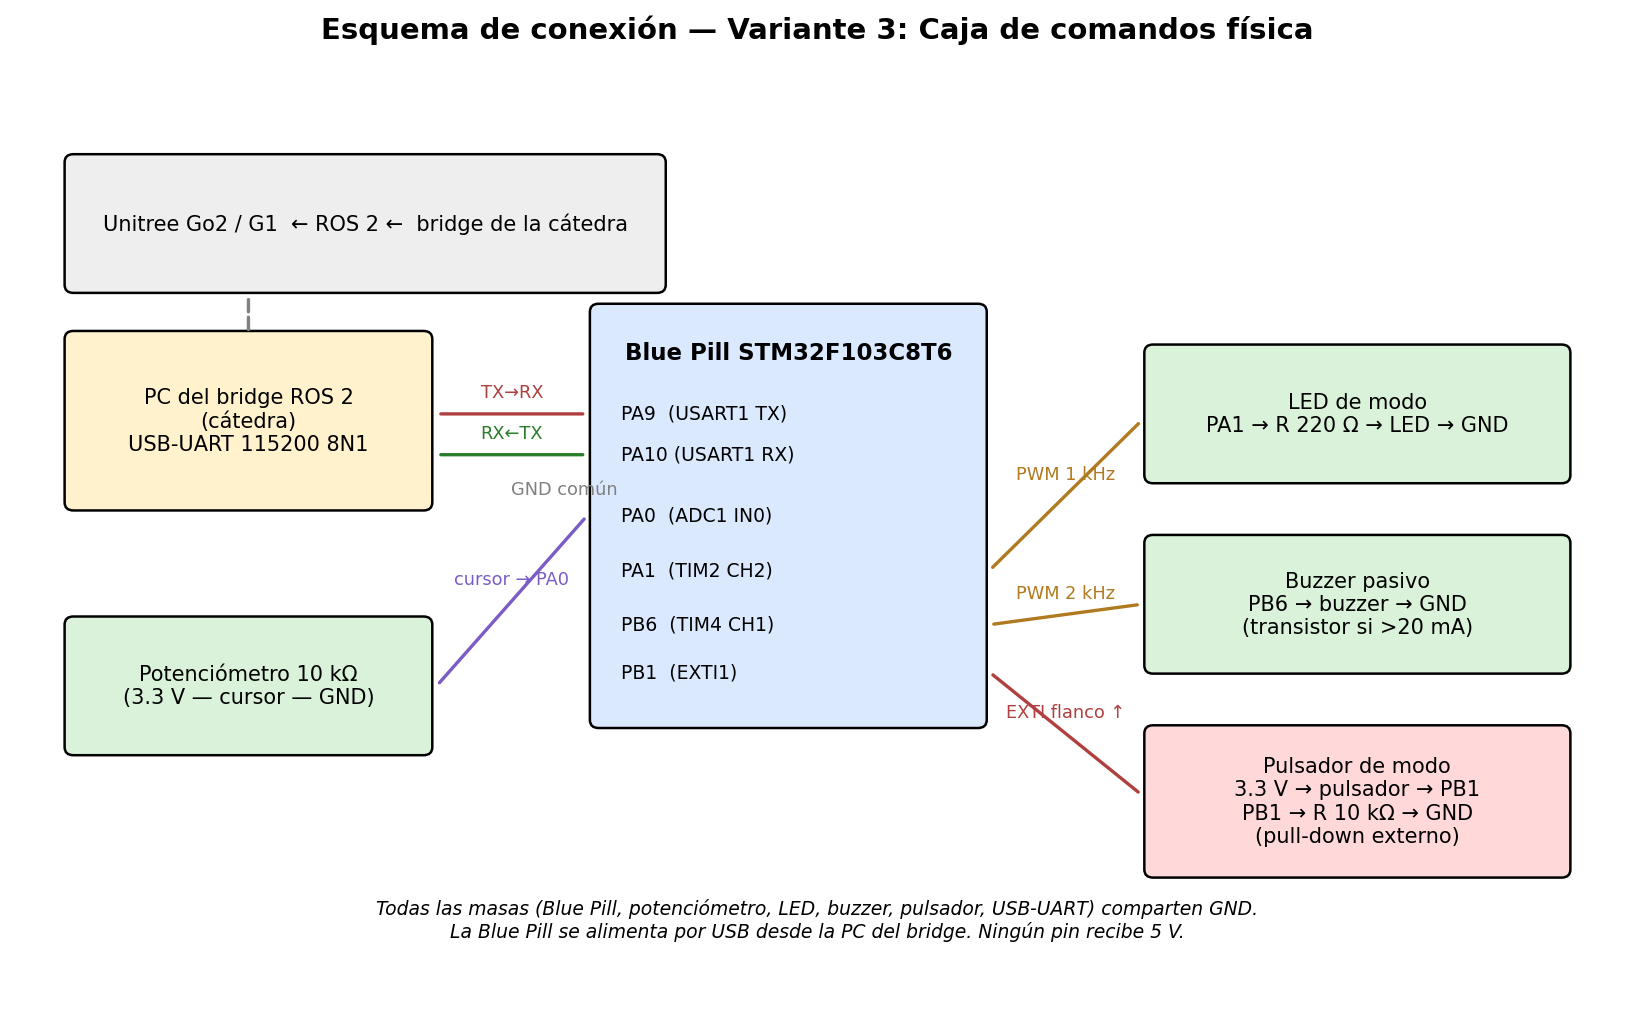 Esquema de conexión — Variante 3: Caja de comandos física
Unitree Go2 / G1 ← ROS 2 ← bridge de la cátedra
PC del bridge ROS 2
(cátedra)
USB-UART 115200 8N1
TX→RX
RX←TX
GND común
cursor → PA0
Potenciómetro 10 kΩ
(3.3 V — cursor — GND)
Blue Pill STM32F103C8T6
PA9 (USART1 TX)
PA10 (USART1 RX)
PA0 (ADC1 IN0)
PA1 (TIM2 CH2)
PB6 (TIM4 CH1)
PB1 (EXTI1)
PWM 1 kHz
PWM 2 kHz
EXTI flanco ↑
LED de modo
PA1 → R 220 Ω → LED → GND
Buzzer pasivo
PB6 → buzzer → GND
(transistor si >20 mA)
Pulsador de modo
3.3 V → pulsador → PB1
PB1 → R 10 kΩ → GND
(pull-down externo)
Todas las masas (Blue Pill, potenciómetro, LED, buzzer, pulsador, USB-UART) comparten GND.
La Blue Pill se alimenta por USB desde la PC del bridge. Ningún pin recibe 5 V.